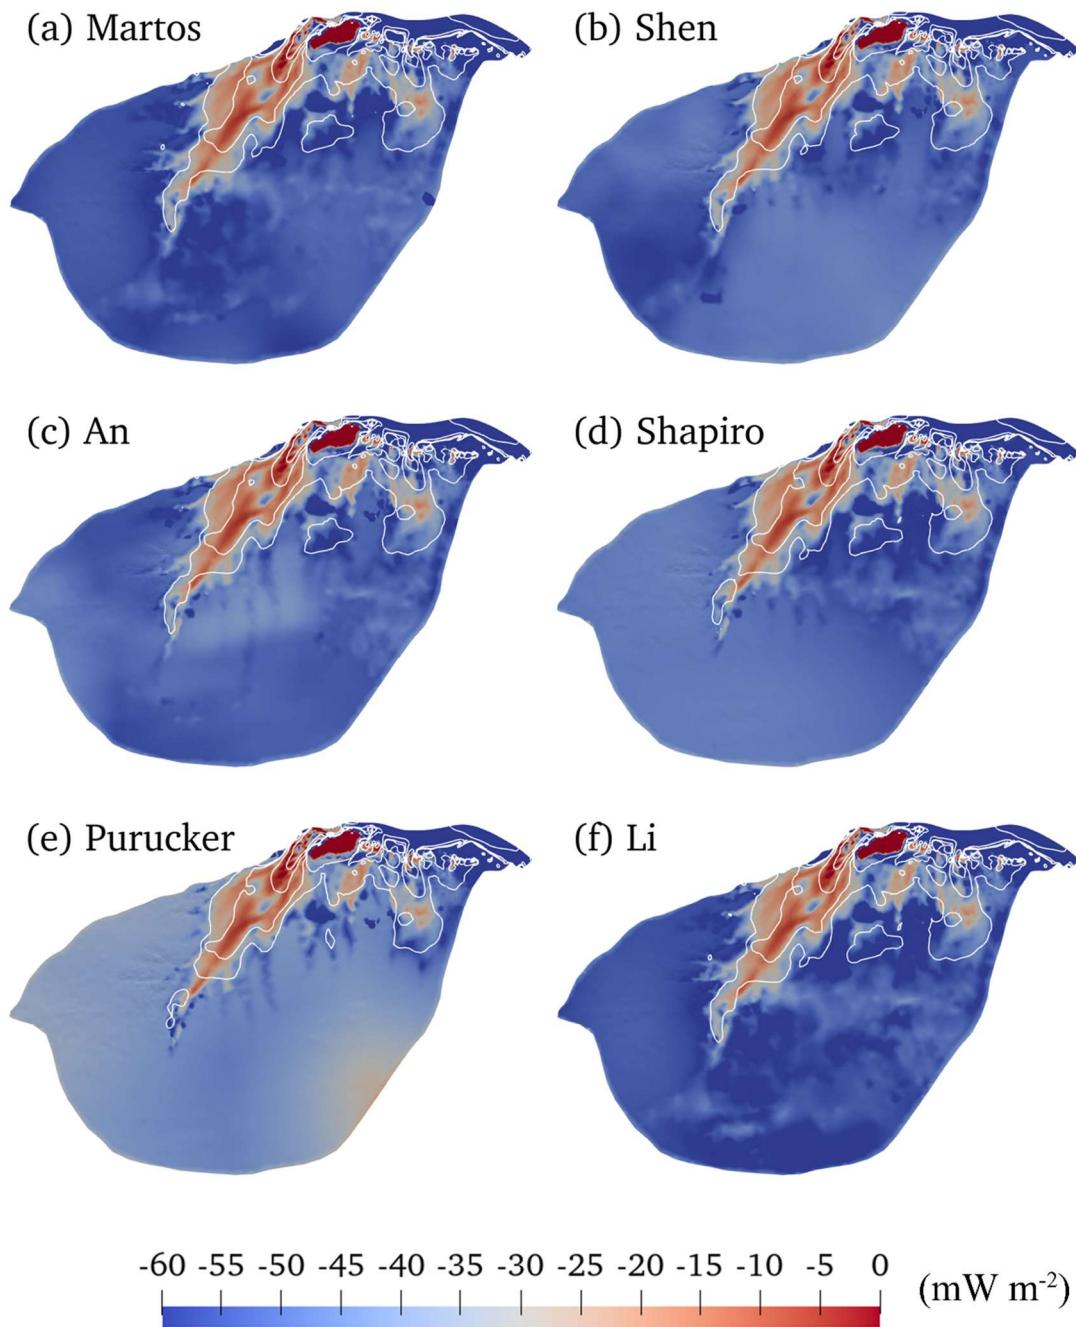 (a) Martos
(b) Shen
(c) An
(d) Shapiro
(e) Purucker
(f) Li
-60 -55 -50 -45 -40 -35 -30 -25 -20 -15 -10 -5 0
(mW m⁻²)